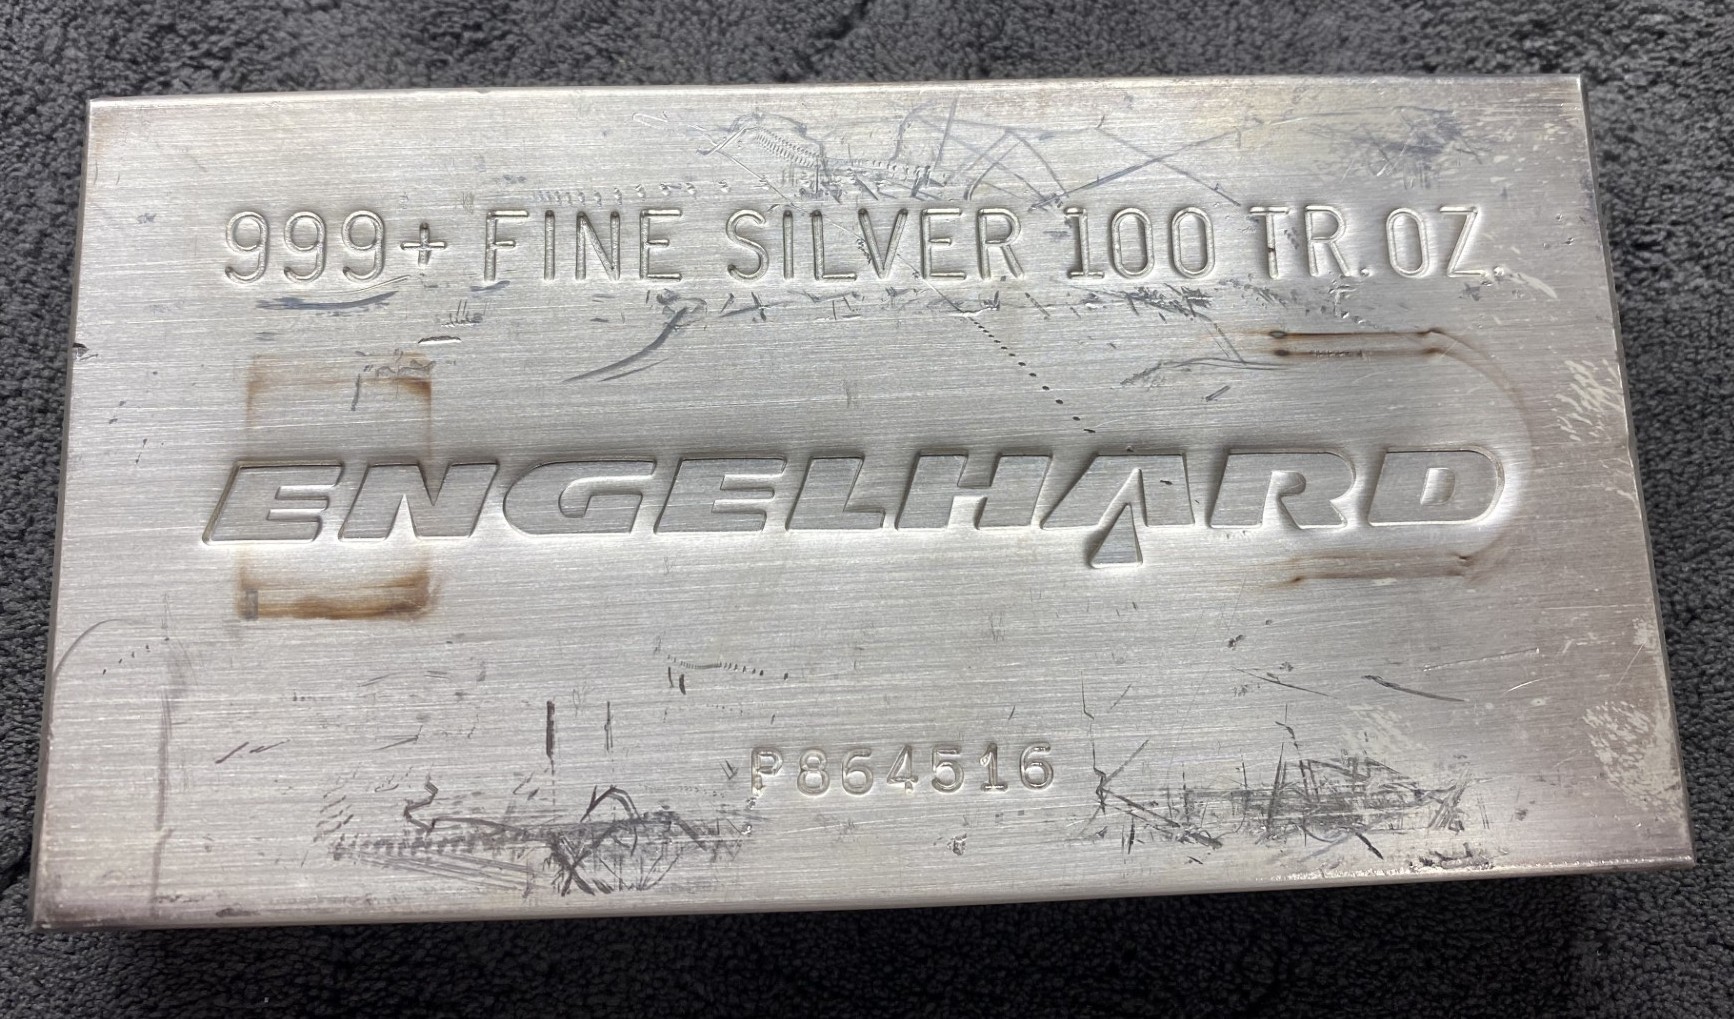 999+ FINE SILVER 100 TR. OZ.
ENGELHARD
P864516